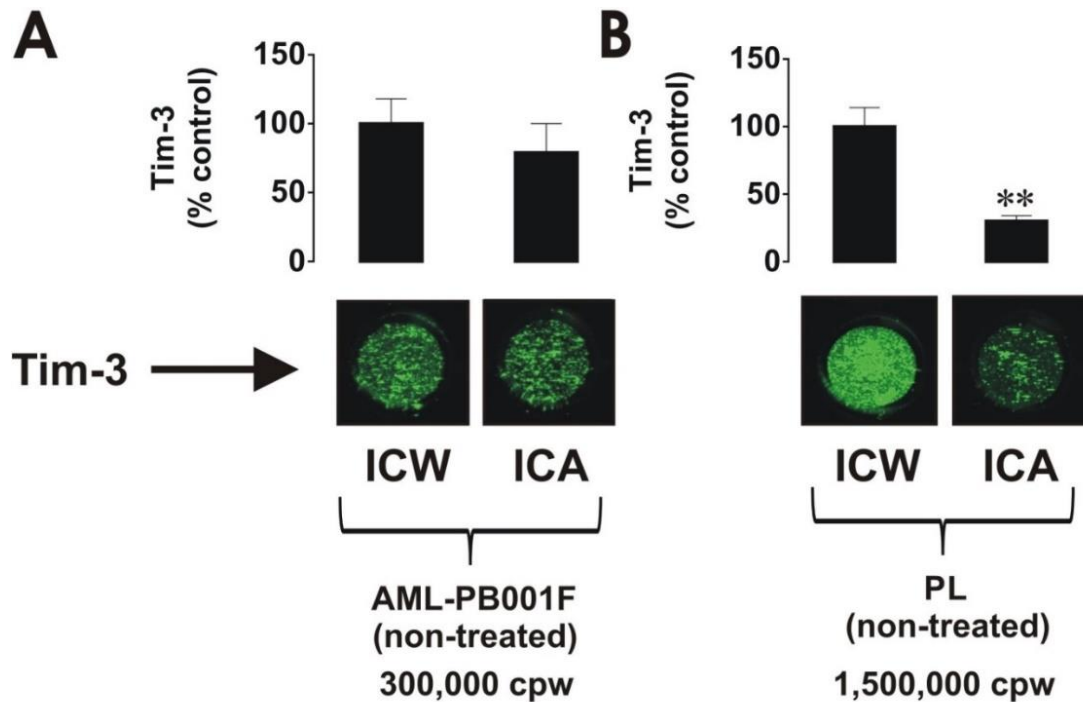 A
Tim-3
(% control)
150
100
50
0
B
Tim-3
(% control)
150
100
50
0
**
Tim-3
ICW
ICA
ICW
ICA
AML-PB001F
(non-treated)
300,000 cpw
PL
(non-treated)
1,500,000 cpw